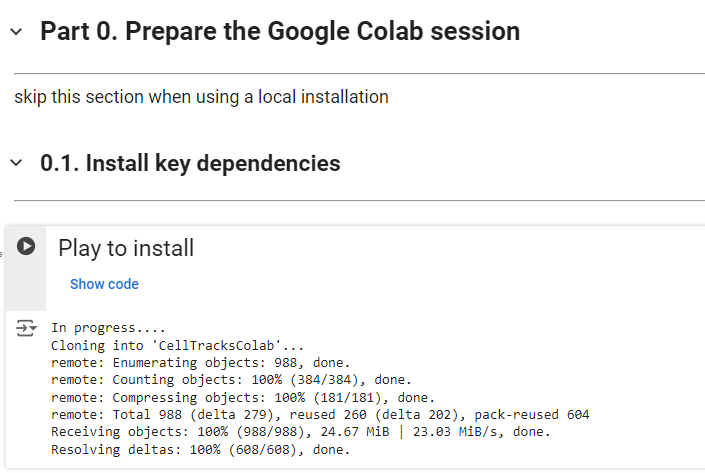 Part 0. Prepare the Google Colab session
skip this section when using a local installation
0.1. Install key dependencies
Play to install
Show code
In progress....
Cloning into 'CellTracksColab'...
remote: Enumerating objects: 988, done.
remote: Counting objects: 100% (384/384), done.
remote: Compressing objects: 100% (181/181), done.
remote: Total 988 (delta 279), reused 260 (delta 202), pack-reused 604
Receiving objects: 100% (988/988), 24.67 MiB | 23.03 MiB/s, done.
Resolving deltas: 100% (608/608), done.